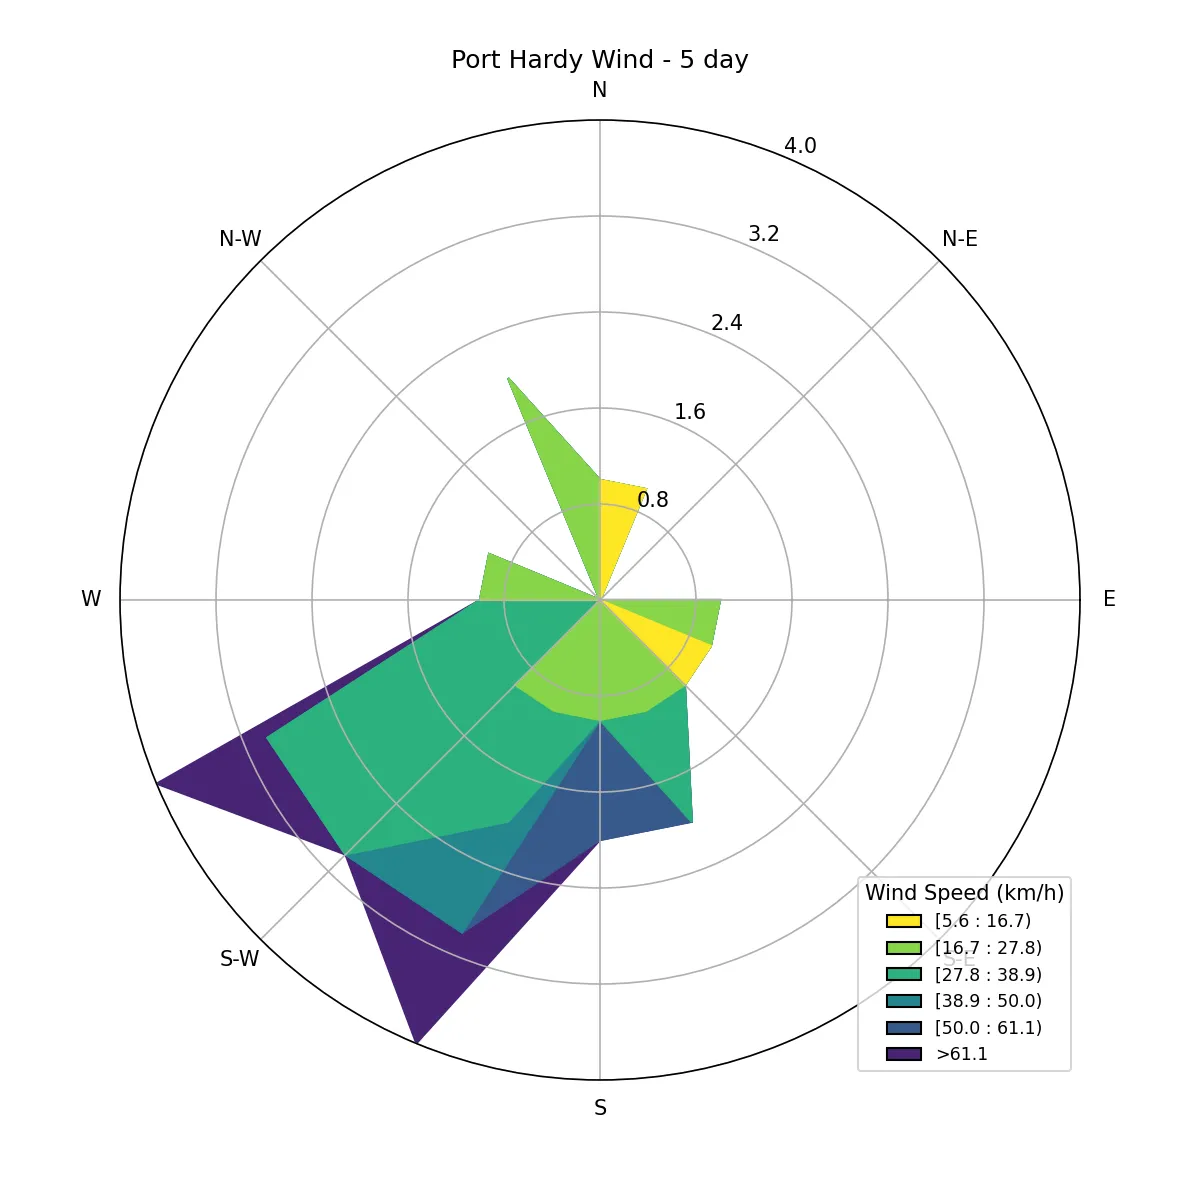 Port Hardy Wind - 5 day
N
4.0
3.2
N-W
N-E
2.4
1.6
0.8
W
E
S-W
S-E
Wind Speed (km/h)
[5.6 : 16.7)
[16.7 : 27.8)
[27.8 : 38.9)
[38.9 : 50.0)
[50.0 : 61.1)
>61.1
S